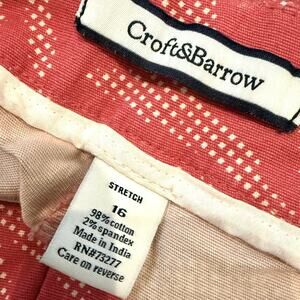 Croft&Barrow
STRETCH
16
98% cotton
2% spandex
Made in India
RN#73277
Care on reverse